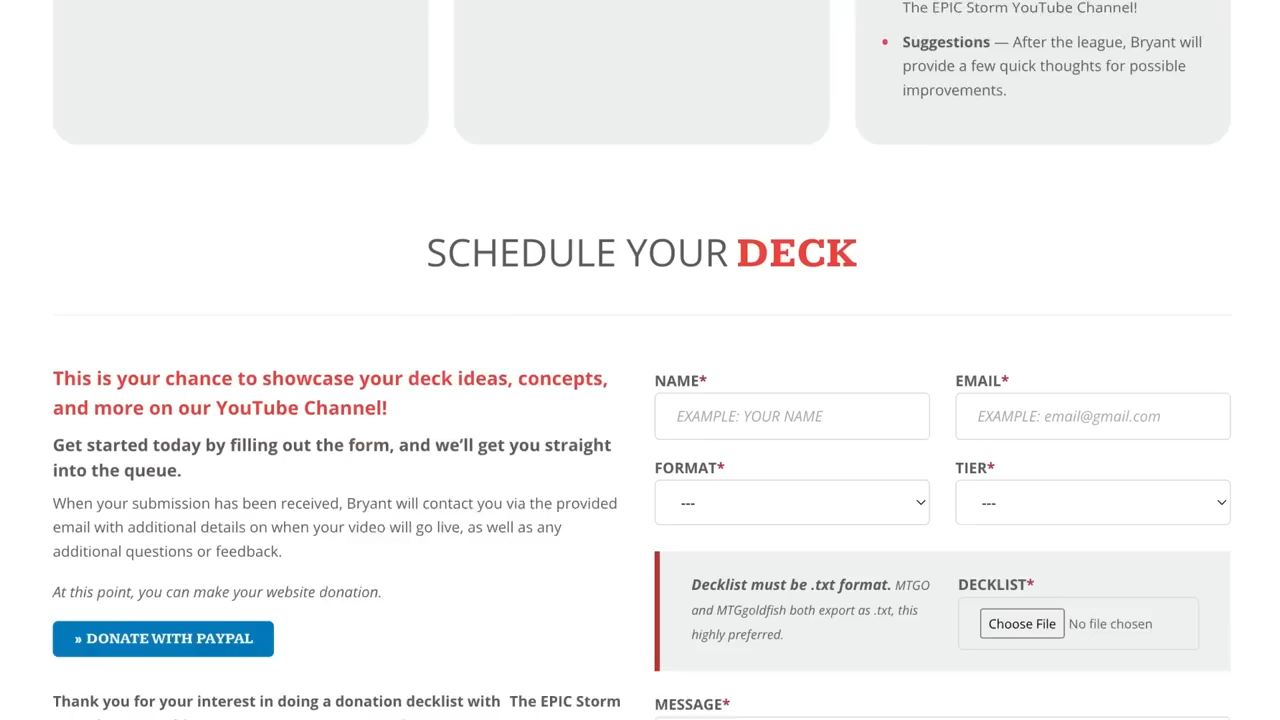 The EPIC Storm YouTube Channel!
• Suggestions — After the league, Bryant will
provide a few quick thoughts for possible
improvements.
SCHEDULE YOUR DECK
This is your chance to showcase your deck ideas, concepts,
and more on our YouTube Channel!
Get started today by filling out the form, and we’ll get you straight
into the queue.
When your submission has been received, Bryant will contact you via the provided
email with additional details on when your video will go live, as well as any
additional questions or feedback.
At this point, you can make your website donation.
» DONATE WITH PAYPAL
Thank you for your interest in doing a donation decklist with The EPIC Storm
NAME*
EXAMPLE: YOUR NAME
EMAIL*
EXAMPLE: email@gmail.com
FORMAT*
---
TIER*
---
Decklist must be .txt format. MTGO
and MTGgoldfish both export as .txt, this
highly preferred.
DECKLIST*
Choose File No file chosen
MESSAGE*